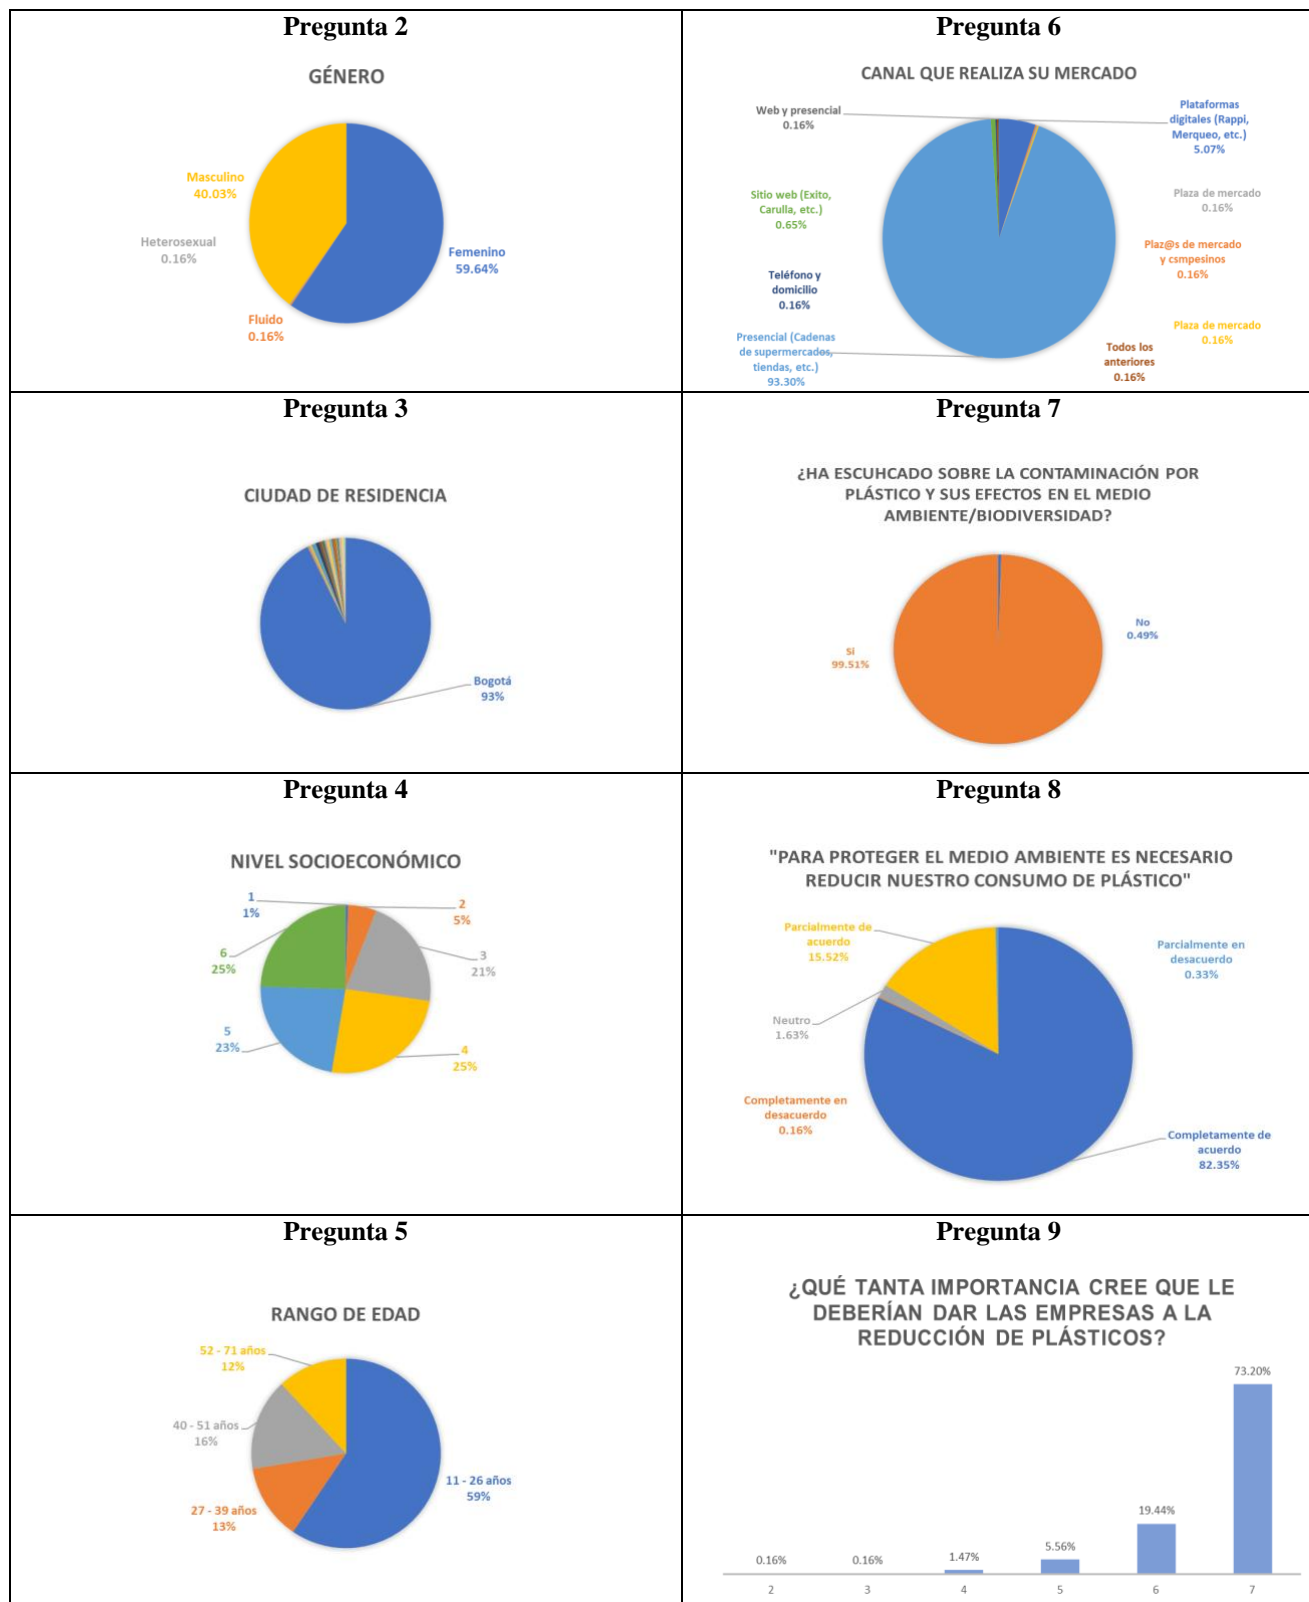 Pregunta 2
GÉNERO
Masculino
40.03%
Heterosexual
0.16%
Fluido
0.16%
Femenino
59.64%
Pregunta 6
CANAL QUE REALIZA SU MERCADO
Web y presencial
0.16%
Plataformas
digitales (Rappi,
Merqueo, etc.)
5.07%
Sitio web (Exito,
Carulla, etc.)
0.65%
Plaza de mercado
0.16%
Plaz@s de mercado
y csmpesinos
0.16%
Teléfono y
domicilio
0.16%
Plaza de mercado
0.16%
Presencial (Cadenas
de supermercados,
tiendas, etc.)
93.30%
Todos los
anteriores
0.16%
Pregunta 3
CIUDAD DE RESIDENCIA
Bogotá
93%
Pregunta 7
¿HA ESCUHCADO SOBRE LA CONTAMINACIÓN POR
PLÁSTICO Y SUS EFECTOS EN EL MEDIO
AMBIENTE/BIODIVERSIDAD?
No
0.49%
Si
99.51%
Pregunta 4
NIVEL SOCIOECONÓMICO
1
1%
2
5%
3
21%
4
25%
5
23%
6
25%
Pregunta 8
"PARA PROTEGER EL MEDIO AMBIENTE ES NECESARIO
REDUCIR NUESTRO CONSUMO DE PLÁSTICO"
Parcialmente de
acuerdo
15.52%
Parcialmente en
desacuerdo
0.33%
Neutro
1.63%
Completamente en
desacuerdo
0.16%
Completamente de
acuerdo
82.35%
Pregunta 5
RANGO DE EDAD
52 - 71 años
12%
40 - 51 años
16%
27 - 39 años
13%
11 - 26 años
59%
Pregunta 9
¿QUÉ TANTA IMPORTANCIA CREE QUE LE
DEBERÍAN DAR LAS EMPRESAS A LA
REDUCCIÓN DE PLÁSTICOS?
0.16%
0.16%
1.47%
5.56%
19.44%
73.20%
2
3
4
5
6
7